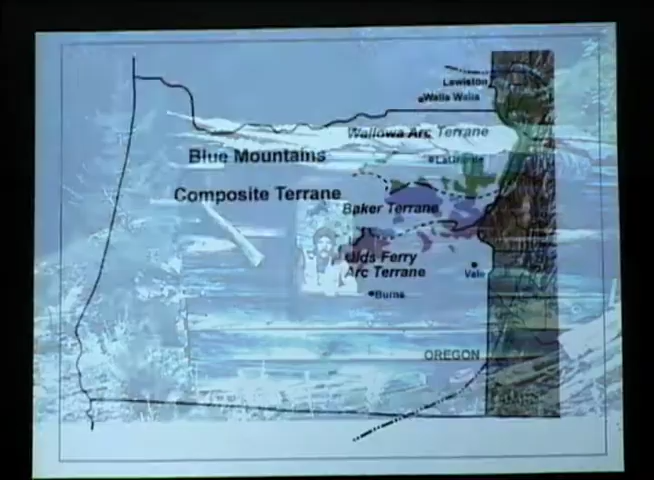 Lewiston
Walla Walla
Wallowa Arc Terrane
Blue Mountains
LaGrande
Composite Terrane
Baker Terrane
Olds Ferry
Arc Terrane
Vale
Burns
OREGON